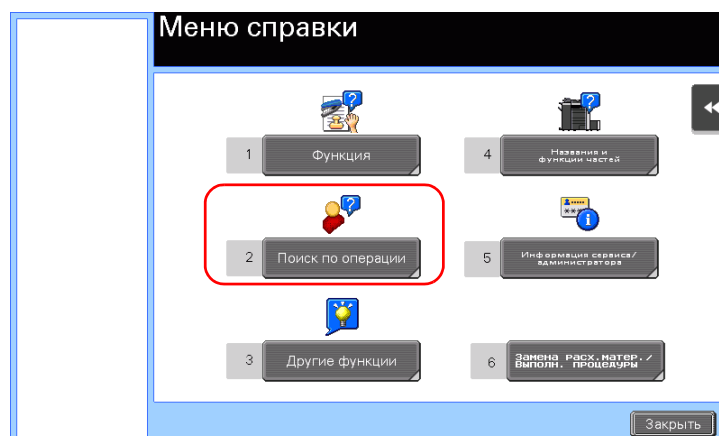 Меню справки
1 Функция
4 Названия и
функции частей
2 Поиск по операции
5 Информация сервиса/
администратора
3 Другие функции
6 Замена расх.матер./
Выполн. процедуры
Закрыть